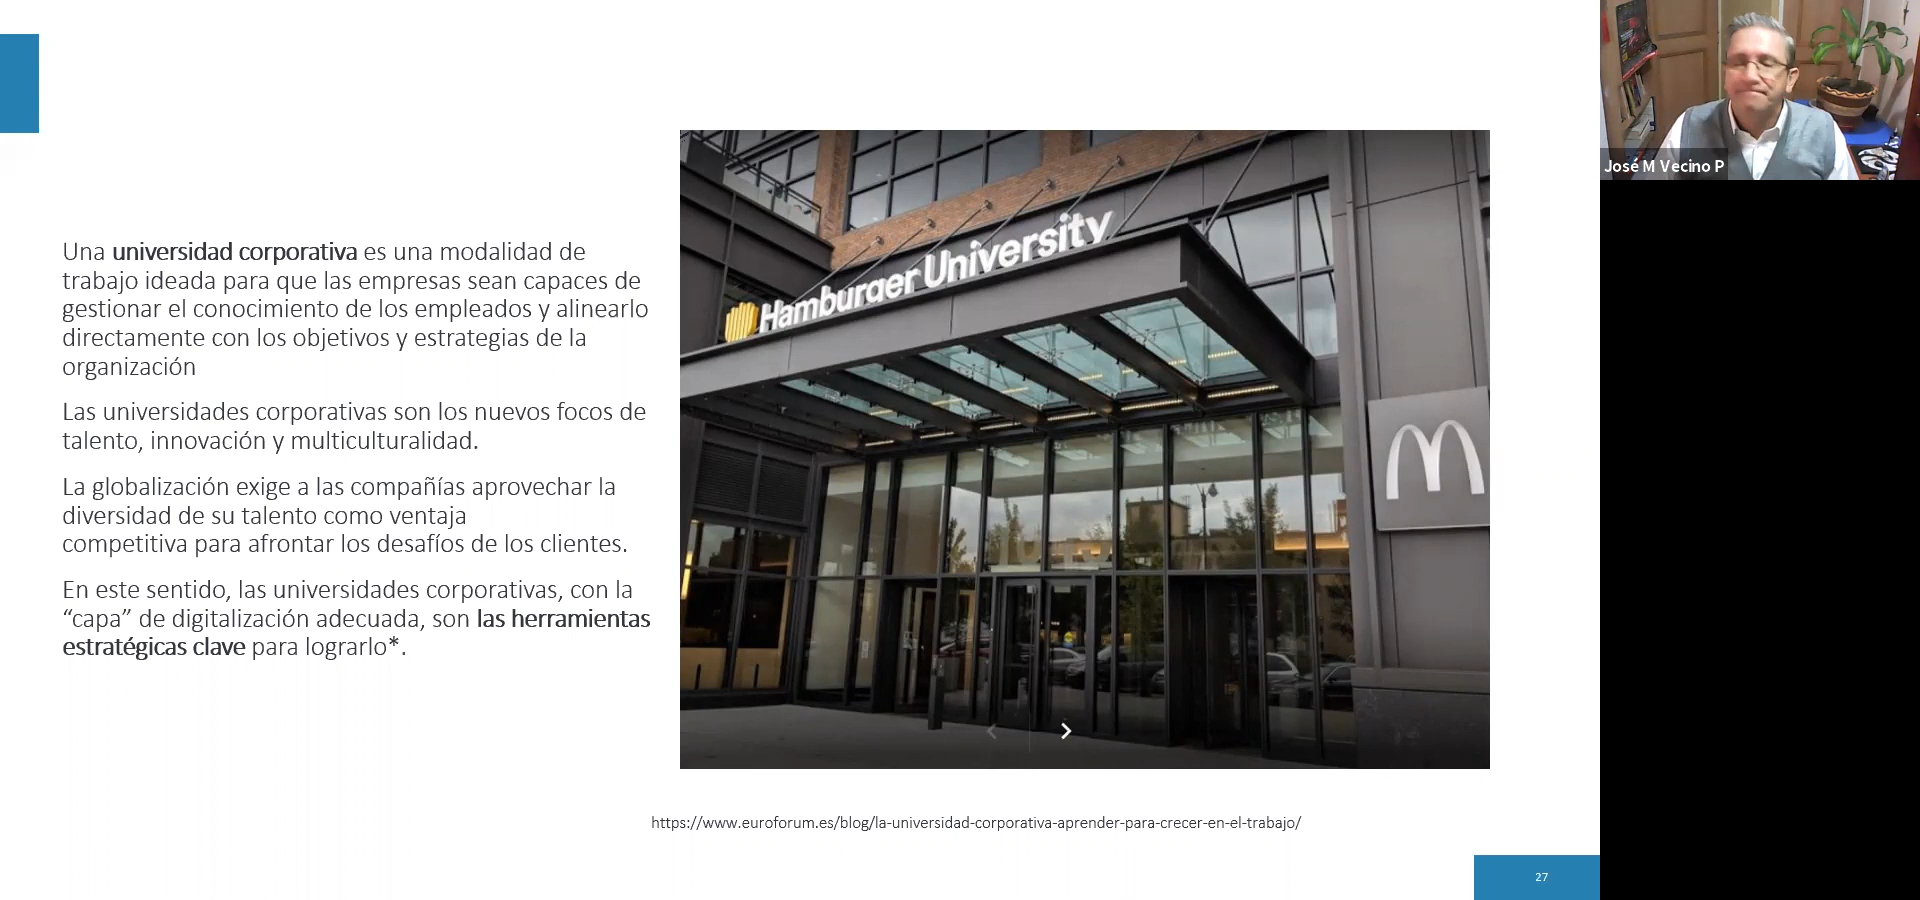 Una universidad corporativa es una modalidad de
trabajo ideada para que las empresas sean capaces de
gestionar el conocimiento de los empleados y alinearlo
directamente con los objetivos y estrategias de la
organización
Las universidades corporativas son los nuevos focos de
talento, innovación y multiculturalidad.
La globalización exige a las compañías aprovechar la
diversidad de su talento como ventaja
competitiva para afrontar los desafíos de los clientes.
En este sentido, las universidades corporativas, con la
“capa” de digitalización adecuada, son las herramientas
estratégicas clave para lograrlo*.
Hamburger University
M
https://www.euroforum.es/blog/la-universidad-corporativa-aprender-para-crecer-en-el-trabajo/
27
José M Vecino P